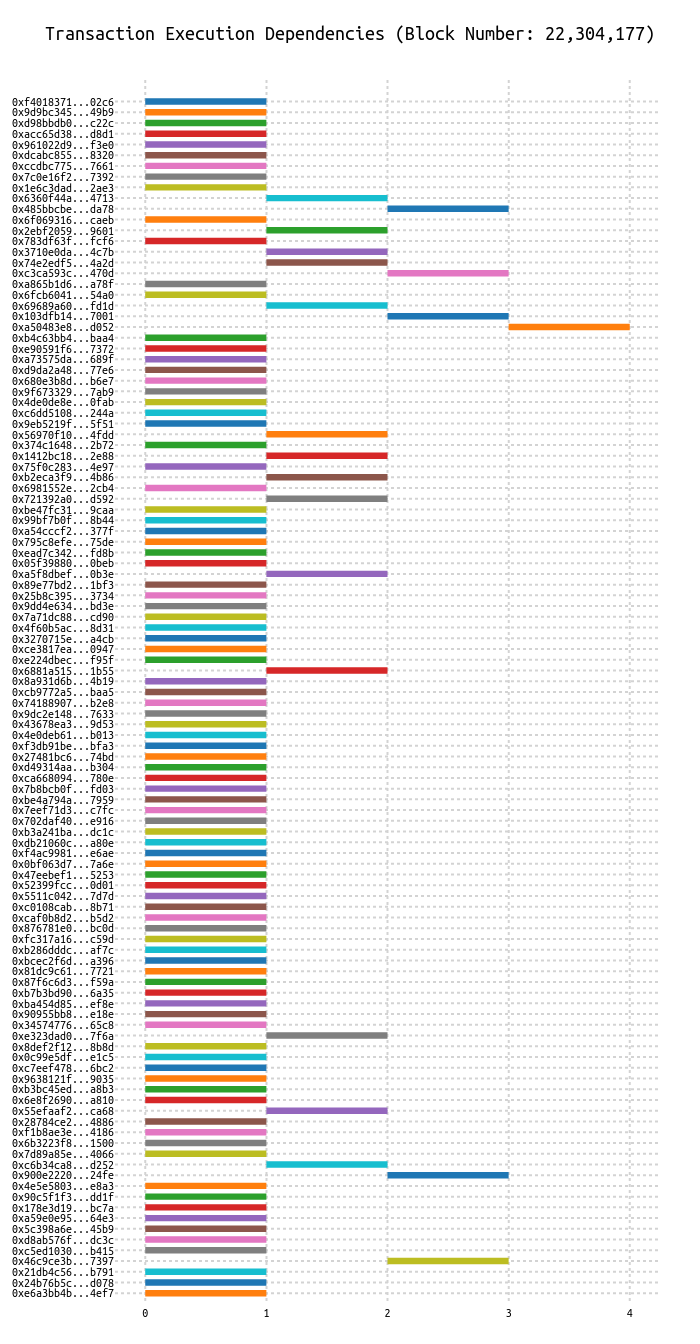 Transaction Execution Dependencies (Block Number: 22,304,177)
0xf4018371...02c6
0x9d9bc345...49b9
0xd98bbdb0...c22c
0xacc65d38...d8d1
0x961022d9...f3e0
0xdcabc855...8320
0xccdbc775...7661
0x7c0e16f2...7392
0x1e6c3dad...2ae3
0x6360f44a...4713
0x485bbcbe...da78
0x6f069316...caeb
0x2ebf2059...9601
0x783df63f...fcf6
0x3710e0da...4c7b
0x74e2edf5...4a2d
0xc3ca593c...470d
0xa865b1d6...a78f
0x6fcb6041...54a0
0x69689a60...fd1d
0x103dfb14...7001
0xa50483e8...d052
0xb4c63bb4...baa4
0xe90591f6...7372
0xa73575da...689f
0xd9da2a48...77e6
0x680e3b8d...b6e7
0x9f673329...7ab9
0x4de0de8e...0fab
0xc6dd5108...244a
0x9eb5219f...5f51
0x56970f10...4fdd
0x374c1648...2b72
0x1412bc18...2e88
0x75f0c283...4e97
0xb2eca3f9...4b86
0x6981552e...2cb4
0x721392a0...d592
0xbe47fc31...9caa
0x99bf7b0f...8b44
0xa54cccf2...377f
0x795c8efe...75de
0xead7c342...fd8b
0x05f39880...0beb
0xa5f8dbef...0b3e
0x89e77bd2...1bf3
0x25b8c395...3734
0x9dd4e634...bd3e
0x7a71dc88...cd90
0x4f60b5ac...8d31
0x3270715e...a4cb
0xce3817ea...0947
0xe224dbec...f95f
0x6881a515...1b55
0x8a931d6b...4b19
0xcb9772a5...baa5
0x74188907...b2e8
0x9dc2e148...7633
0x43678ea3...9d53
0x4e0deb61...b013
0xf3db91be...bfa3
0x27481bc6...74bd
0xd49314aa...b304
0xca668094...780e
0x7b8bcb0f...fd03
0xbe4a794a...7959
0x7eef71d3...c7fc
0x702daf40...e916
0xb3a241ba...dc1c
0xdb21060c...a80e
0xf4ac9981...e6ae
0x0bf063d7...7a6e
0x47eebef1...5253
0x52399fcc...0d01
0x5511c042...7d7d
0xc0108cab...8b71
0xcaf0b8d2...b5d2
0x876781e0...bc0d
0xfc317a16...c59d
0xb286dddc...af7c
0xbcec2f6d...a396
0x81dc9c61...7721
0x87f6c6d3...f59a
0xb7b3bd90...6a35
0xba454d85...ef8e
0x90955bb8...e18e
0x34574776...65c8
0xe323dad0...7f6a
0x8def2f12...8b8d
0x0c99e5df...e1c5
0xc7eef478...6bc2
0x9638121f...9035
0xb3bc45ed...a8b3
0x6e8f2690...a810
0x55efaaf2...ca68
0x28784ce2...4886
0xf1b8ae3e...4186
0x6b3223f8...1500
0x7d89a85e...4066
0xc6b34ca8...d252
0x900e2220...24fe
0x4e5e5803...e8a3
0x90c5f1f3...dd1f
0x178e3d19...bc7a
0xa59e0e95...64e3
0x5c398a6e...45b9
0xd8ab576f...dc3c
0xc5ed1030...b415
0x46c9ce3b...7397
0x21db4c56...b791
0x24b76b5c...d078
0xe6a3bb4b...4ef7
0 1 2 3 4